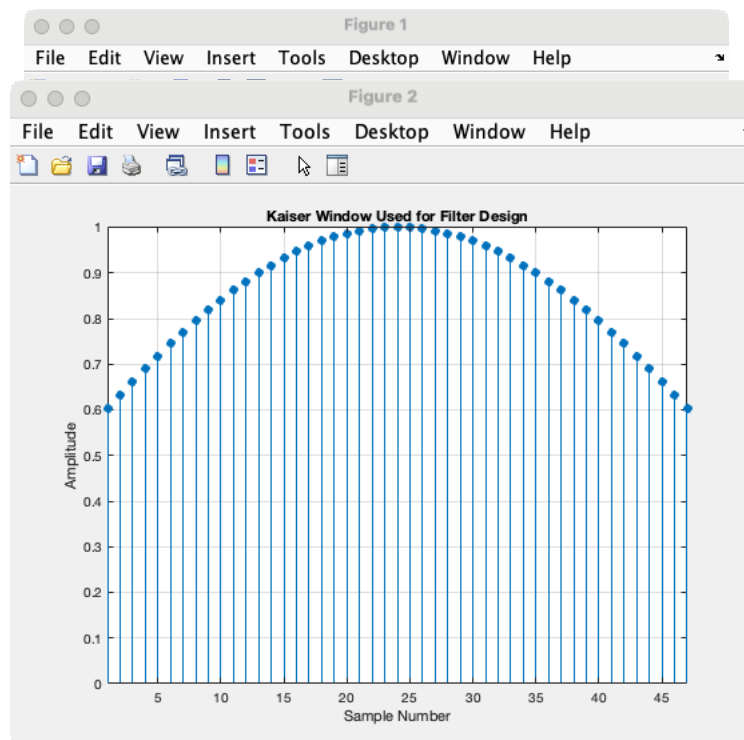 Figure 1
File Edit View Insert Tools Desktop Window Help
Figure 2
File Edit View Insert Tools Desktop Window Help
Kaiser Window Used for Filter Design
1
0.9
0.8
0.7
0.6
0.5
0.4
0.3
0.2
0.1
0
Amplitude
5 10 15 20 25 30 35 40 45
Sample Number